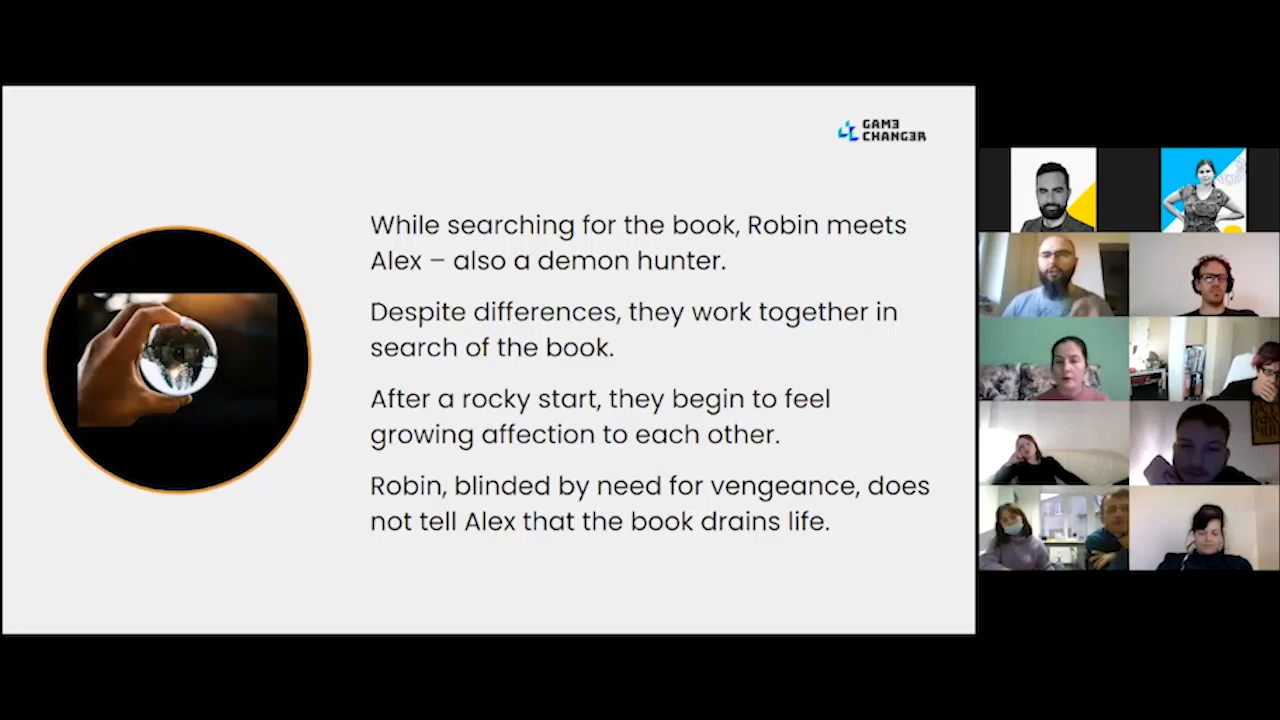 GAM3
CHANG3R
While searching for the book, Robin meets
Alex – also a demon hunter.
Despite differences, they work together in
search of the book.
After a rocky start, they begin to feel
growing affection to each other.
Robin, blinded by need for vengeance, does
not tell Alex that the book drains life.